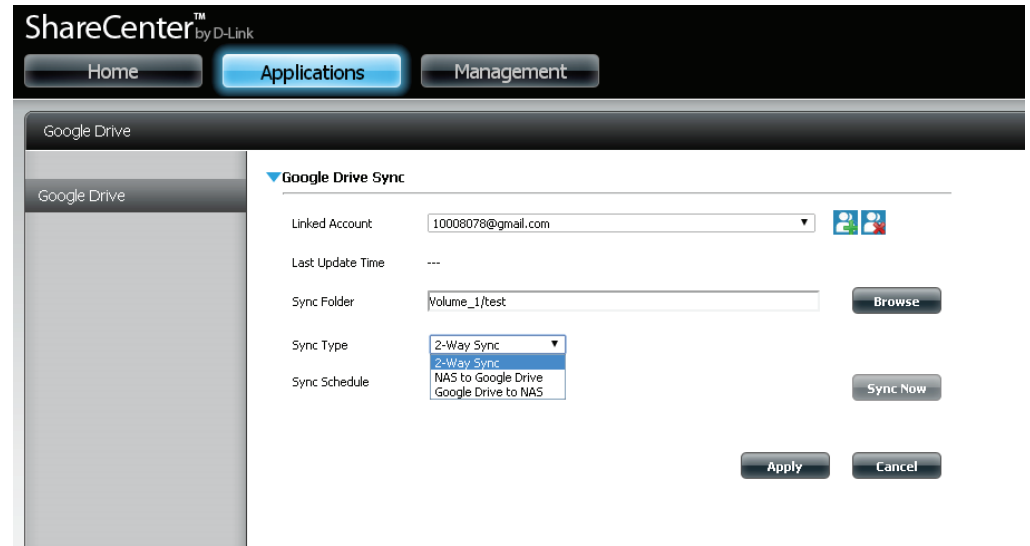 ShareCenter™ by D-Link
Home Applications Management
Google Drive
Google Drive
Google Drive Sync
Linked Account 10008078@gmail.com
Last Update Time ---
Sync Folder Volume_1/test Browse
Sync Type 2-Way Sync
2-Way Sync
NAS to Google Drive
Sync Schedule
Google Drive to NAS
Sync Now
Apply Cancel